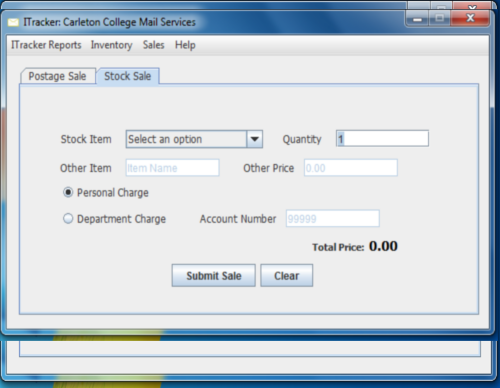 ITracker: Carleton College Mail Services
ITracker Reports Inventory Sales Help
Postage Sale Stock Sale
Stock Item Select an option Quantity 1
Other Item Item Name Other Price 0.00
Personal Charge
Department Charge Account Number 99999
Total Price: 0.00
Submit Sale Clear